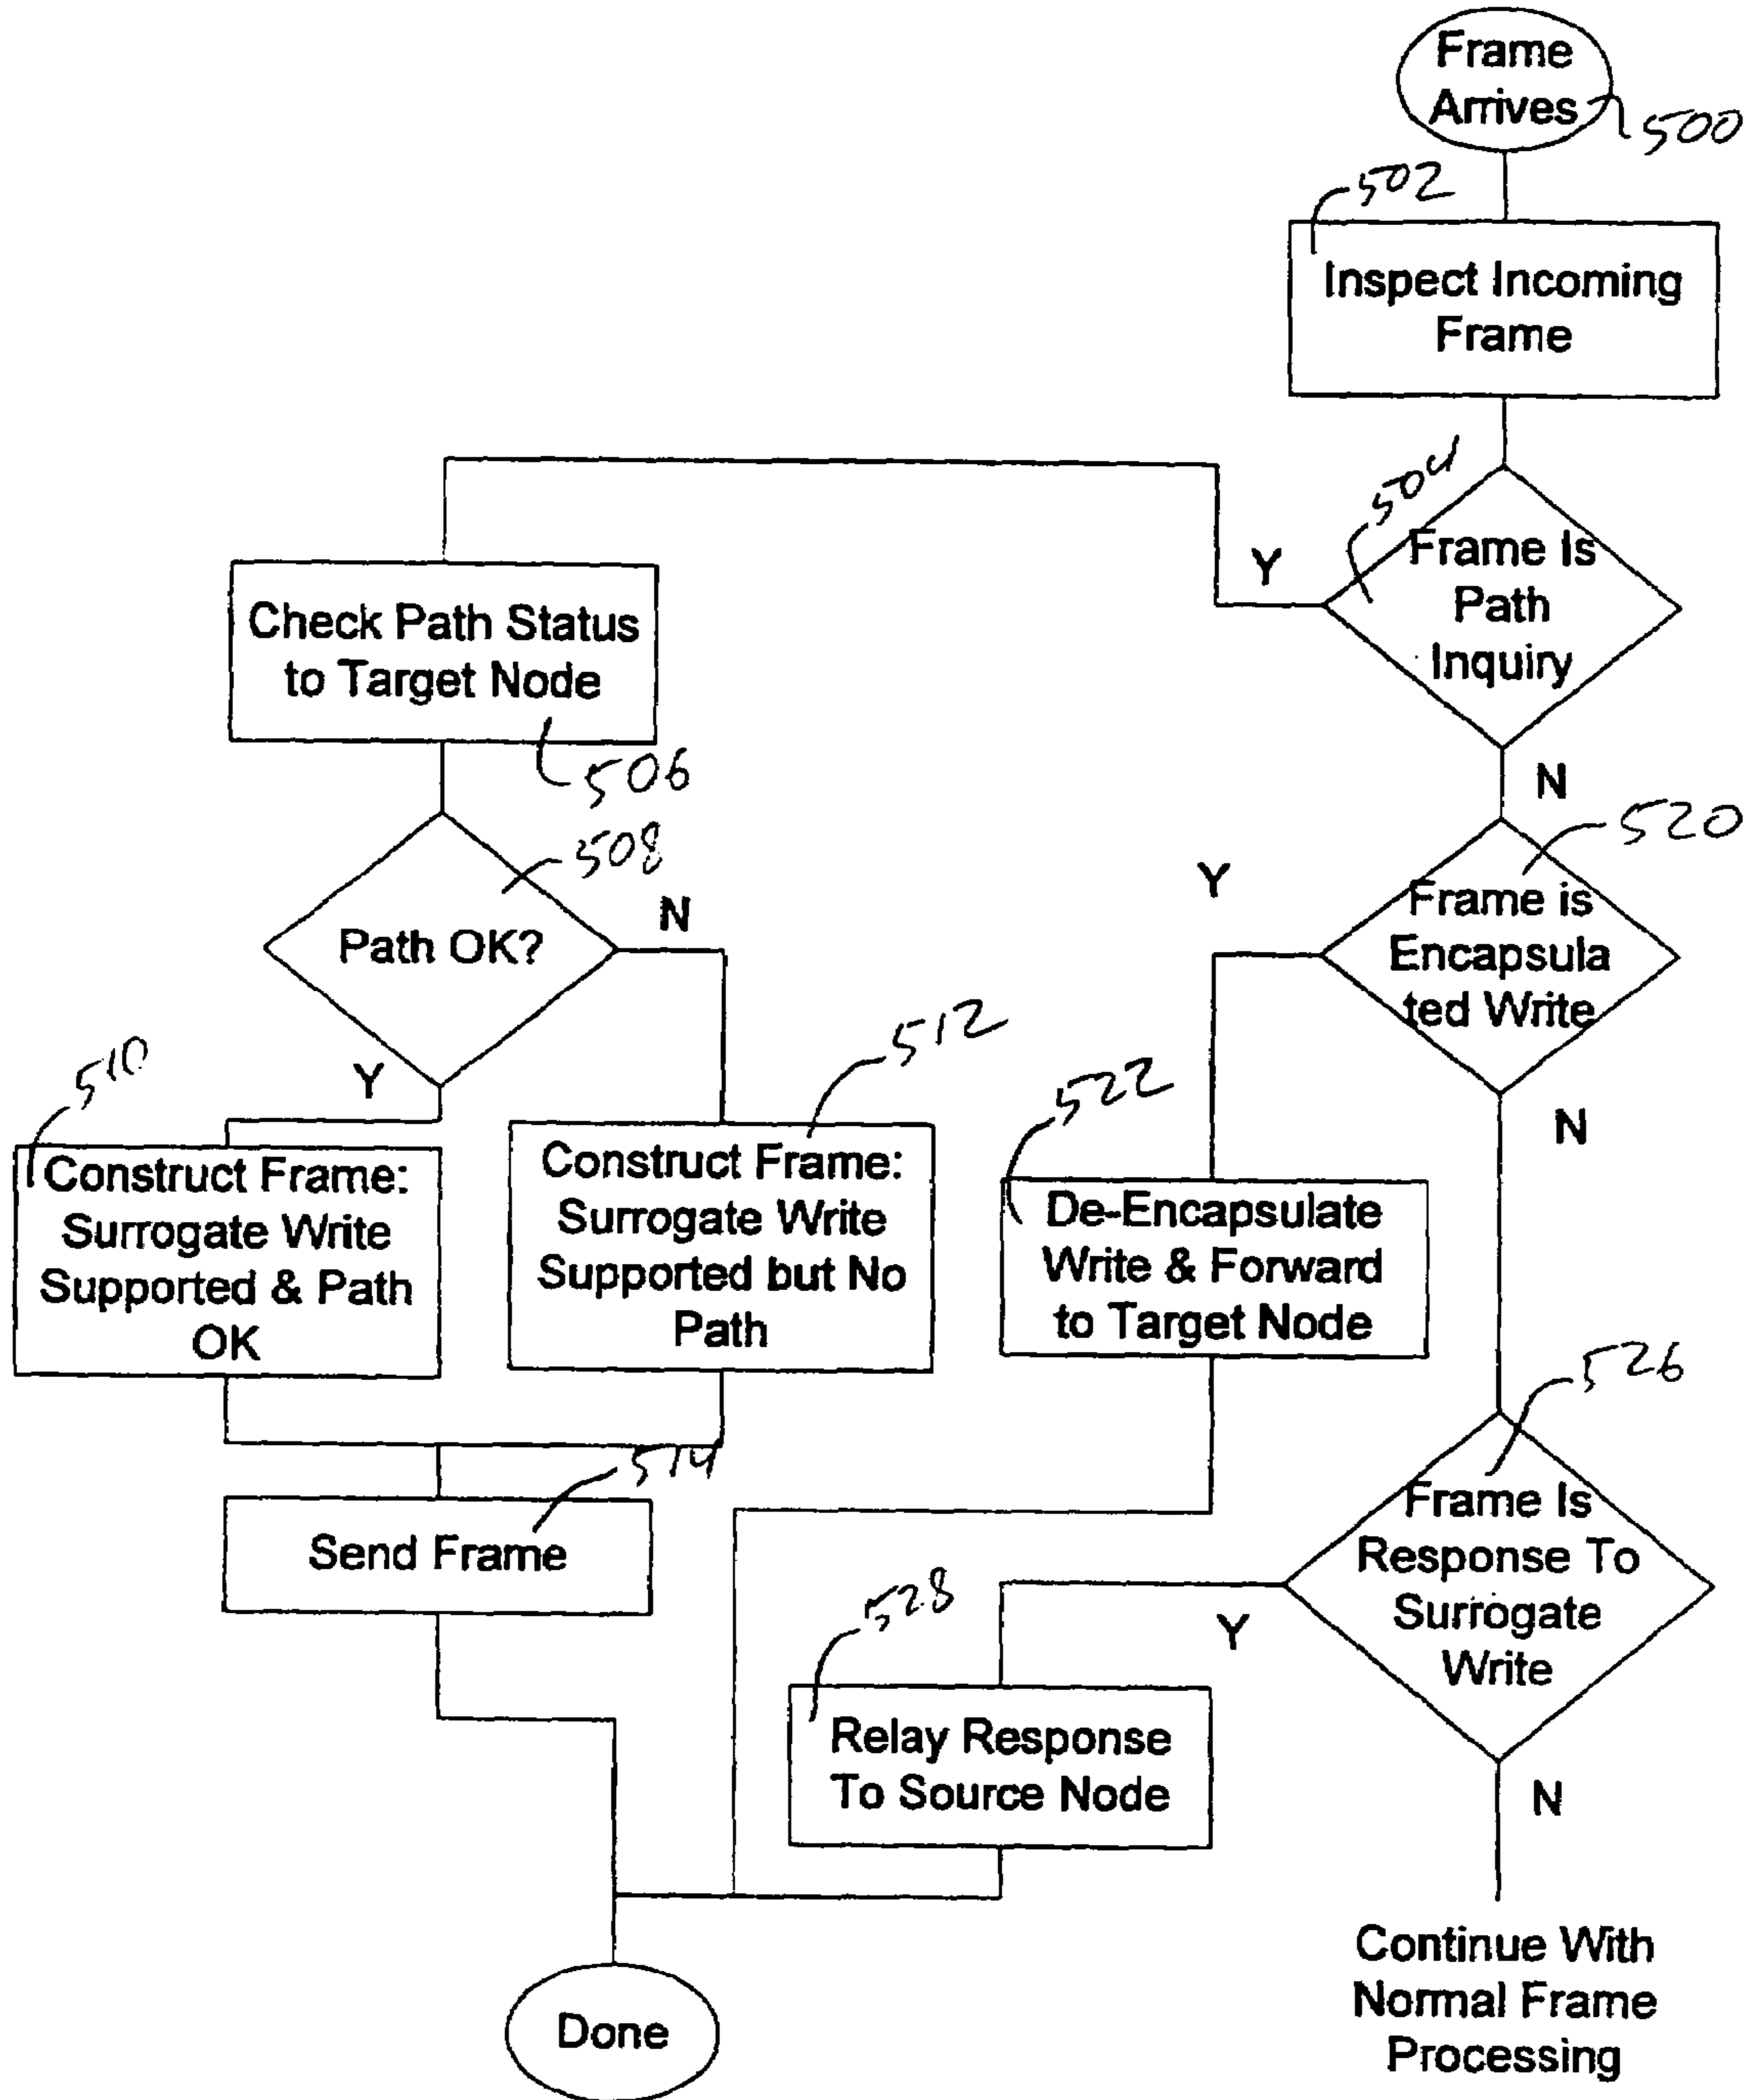 Frame
Arrives
500
502
Inspect Incoming
Frame
504
Frame Is
Path
Inquiry
Y
N
Check Path Status
to Target Node
506
508
Path OK?
N
Y
510
Construct Frame:
Surrogate Write
Supported & Path
OK
512
Construct Frame:
Surrogate Write
Supported but No
Path
514
Send Frame
520
Frame is
Encapsula
ted Write
Y
N
522
De-Encapsulate
Write & Forward
to Target Node
526
Frame Is
Response To
Surrogate
Write
Y
N
528
Relay Response
To Source Node
Done
Continue With
Normal Frame
Processing